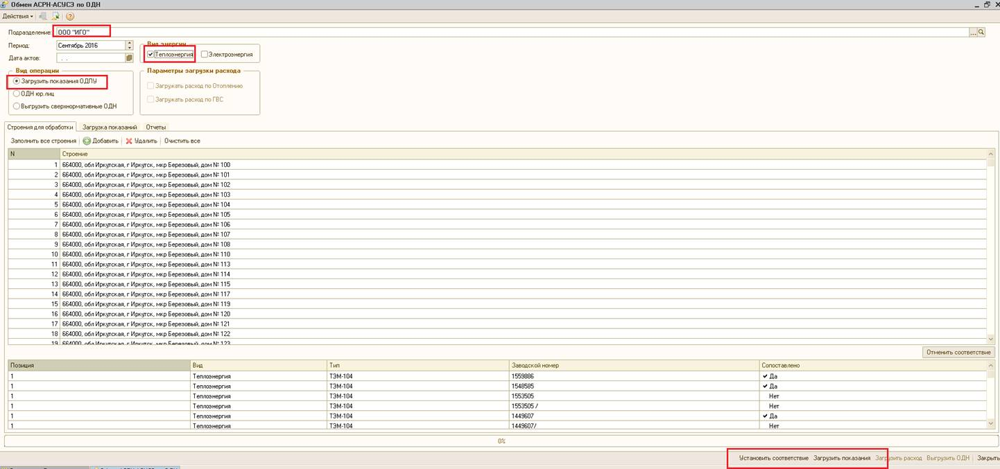 Обмен АСРН-АСУСЭ по ОДН
Действия
Подразделение: ООО "ИГО"
Период: Сентябрь 2016
Дата актов: . .
Вид энергии
Теплоэнергия Электроэнергия
Вид операции
Загрузить показания ОДПУ
ОДН юр.лиц
Выгрузить сверхнормативные ОДН
Параметры загрузки расхода
Загружать расход по Отоплению
Загружать расход по ГВС
Строения для обработки Загрузка показаний Отчеты
Заполнить все строения Добавить Удалить Очистить все
N Строение
1 664000, обл Иркутская, г Иркутск, мкр Березовый, дом № 100
2 664000, обл Иркутская, г Иркутск, мкр Березовый, дом № 101
3 664000, обл Иркутская, г Иркутск, мкр Березовый, дом № 102
4 664000, обл Иркутская, г Иркутск, мкр Березовый, дом № 103
5 664000, обл Иркутская, г Иркутск, мкр Березовый, дом № 104
6 664000, обл Иркутская, г Иркутск, мкр Березовый, дом № 105
7 664000, обл Иркутская, г Иркутск, мкр Березовый, дом № 106
8 664000, обл Иркутская, г Иркутск, мкр Березовый, дом № 107
9 664000, обл Иркутская, г Иркутск, мкр Березовый, дом № 108
10 664000, обл Иркутская, г Иркутск, мкр Березовый, дом № 110
11 664000, обл Иркутская, г Иркутск, мкр Березовый, дом № 113
12 664000, обл Иркутская, г Иркутск, мкр Березовый, дом № 114
13 664000, обл Иркутская, г Иркутск, мкр Березовый, дом № 115
14 664000, обл Иркутская, г Иркутск, мкр Березовый, дом № 117
15 664000, обл Иркутская, г Иркутск, мкр Березовый, дом № 119
16 664000, обл Иркутская, г Иркутск, мкр Березовый, дом № 120
17 664000, обл Иркутская, г Иркутск, мкр Березовый, дом № 121
18 664000, обл Иркутская, г Иркутск, мкр Березовый, дом № 122
19 664000, обл Иркутская, г Иркутск, мкр Березовый, дом № 123
Отменить соответствие
Позиция Вид Тип Заводской номер Сопоставлено
1 Теплоэнергия ТЭМ-104 1559886 Да
1 Теплоэнергия ТЭМ-104 1548585 Да
1 Теплоэнергия ТЭМ-104 1553505 Нет
1 Теплоэнергия ТЭМ-104 1553505 / Нет
1 Теплоэнергия ТЭМ-104 1449607 Да
1 Теплоэнергия ТЭМ-104 1449607/ Нет
0%
Установить соответствие Загрузить показания Загрузить расход Выгрузить ОДН Закрыть